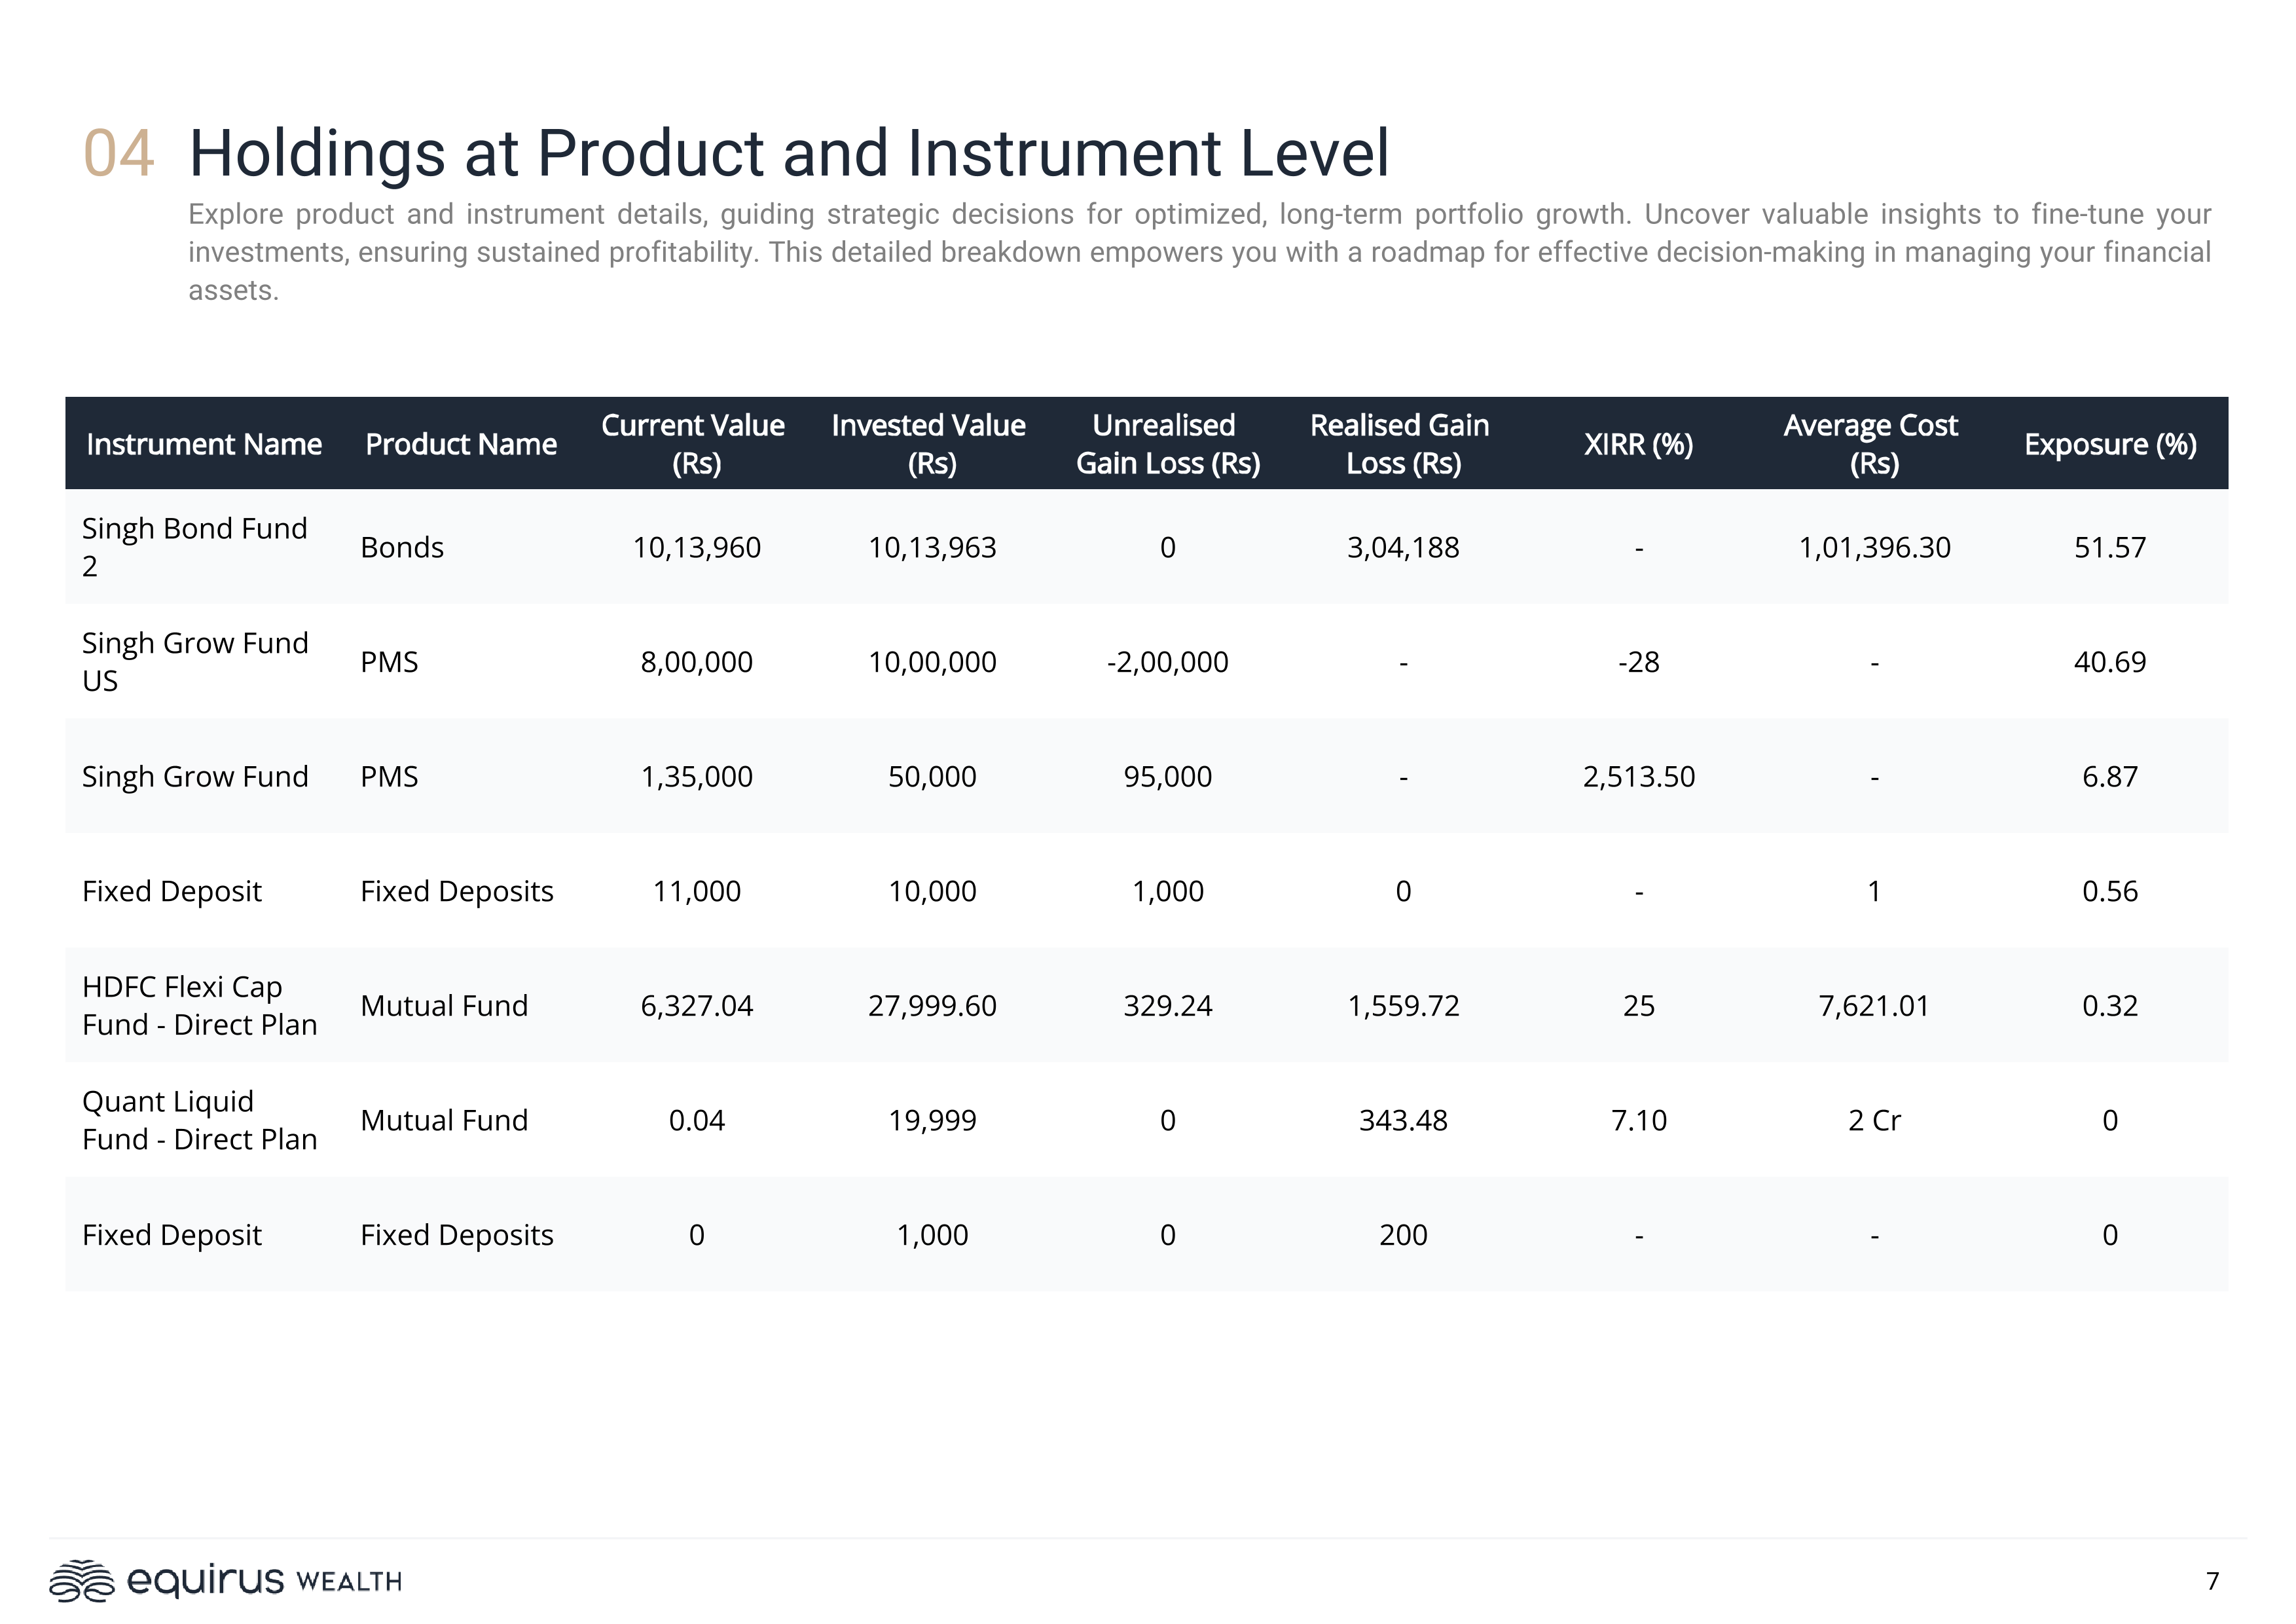 04 Holdings at Product and Instrument Level
Explore product and instrument details, guiding strategic decisions for optimized, long-term portfolio growth. Uncover valuable insights to fine-tune your
investments, ensuring sustained profitability. This detailed breakdown empowers you with a roadmap for effective decision-making in managing your financial
assets.
Instrument Name Product Name Current Value (Rs) Invested Value (Rs) Unrealised Gain Loss (Rs) Realised Gain Loss (Rs) XIRR (%) Average Cost (Rs) Exposure (%)
Singh Bond Fund 2 Bonds 10,13,960 10,13,963 0 3,04,188 - 1,01,396.30 51.57
Singh Grow Fund US PMS 8,00,000 10,00,000 -2,00,000 - -28 - 40.69
Singh Grow Fund PMS 1,35,000 50,000 95,000 - 2,513.50 - 6.87
Fixed Deposit Fixed Deposits 11,000 10,000 1,000 0 - 1 0.56
HDFC Flexi Cap Fund - Direct Plan Mutual Fund 6,327.04 27,999.60 329.24 1,559.72 25 7,621.01 0.32
Quant Liquid Fund - Direct Plan Mutual Fund 0.04 19,999 0 343.48 7.10 2 Cr 0
Fixed Deposit Fixed Deposits 0 1,000 0 200 - - 0
equirus WEALTH
7